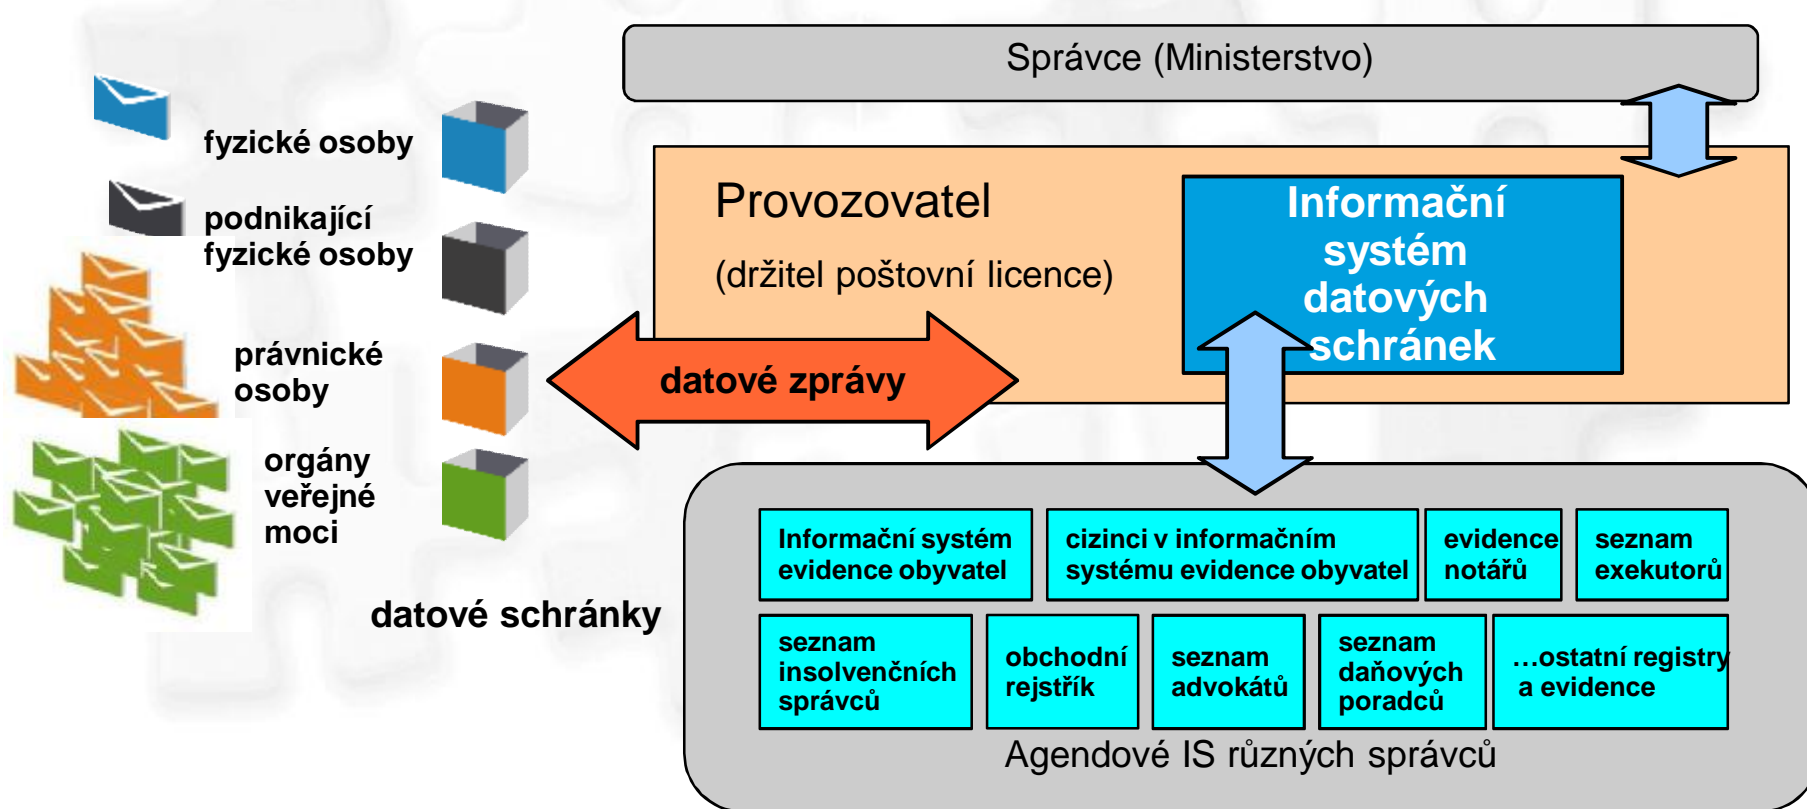 Správce (Ministerstvo)
fyzické osoby
podnikající
fyzické osoby
právnické
osoby
orgány
veřejné
moci
datové schránky
Provozovatel
(držitel poštovní licence)
Informační
systém
datových
schránek
datové zprávy
Informační systém
evidence obyvatel
cizinci v informačním
systému evidence obyvatel
evidence
notářů
seznam
exekutorů
seznam
insolvenčních
správců
obchodní
rejstřík
seznam
advokátů
seznam
daňových
poradců
…ostatní registry
a evidence
Agendové IS různých správců